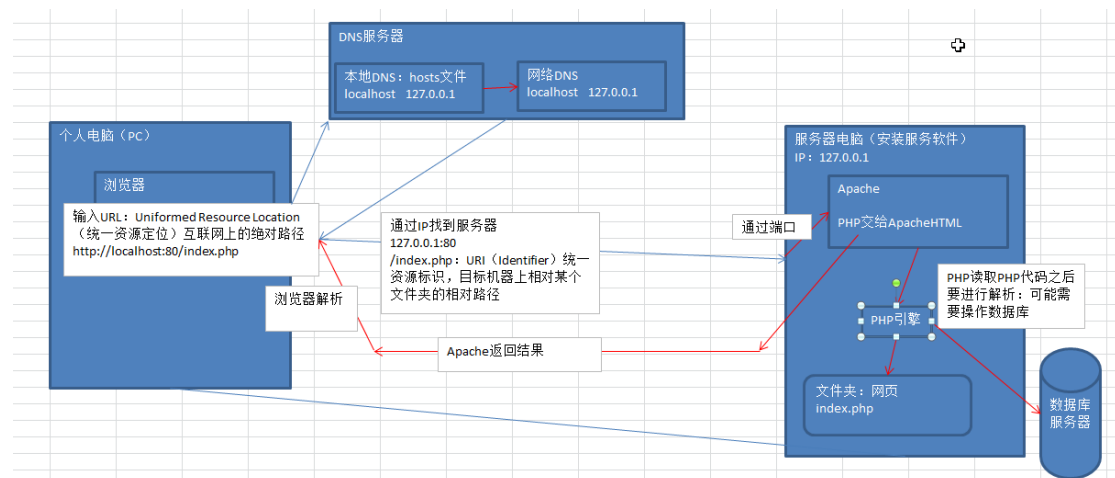 DNS服务器
本地DNS：hosts文件
localhost 127.0.0.1
网络DNS
localhost 127.0.0.1
个人电脑（PC）
浏览器
输入URL：Uniformed Resource Location
（统一资源定位）互联网上的绝对路径
http://localhost:80/index.php
浏览器解析
通过IP找到服务器
127.0.0.1:80
/index.php：URI（Identifier）统一
资源标识，目标机器上相对某个
文件夹的相对路径
Apache返回结果
通过端口
服务器电脑（安装服务软件）
IP：127.0.0.1
Apache
PHP交给ApacheHTML
PHP引擎
PHP读取PHP代码之后
要进行解析：可能需
要操作数据库
文件夹：网页
index.php
数据库
服务器